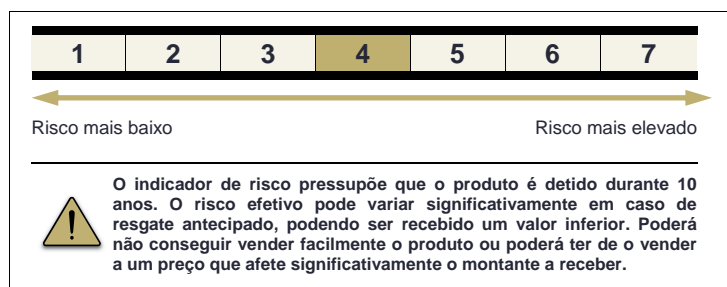 1 2 3 4 5 6 7
Risco mais baixo Risco mais elevado
O indicador de risco pressupõe que o produto é detido durante 10
anos. O risco efetivo pode variar significativamente em caso de
resgate antecipado, podendo ser recebido um valor inferior. Poderá
não conseguir vender facilmente o produto ou poderá ter de o vender
a um preço que afete significativamente o montante a receber.